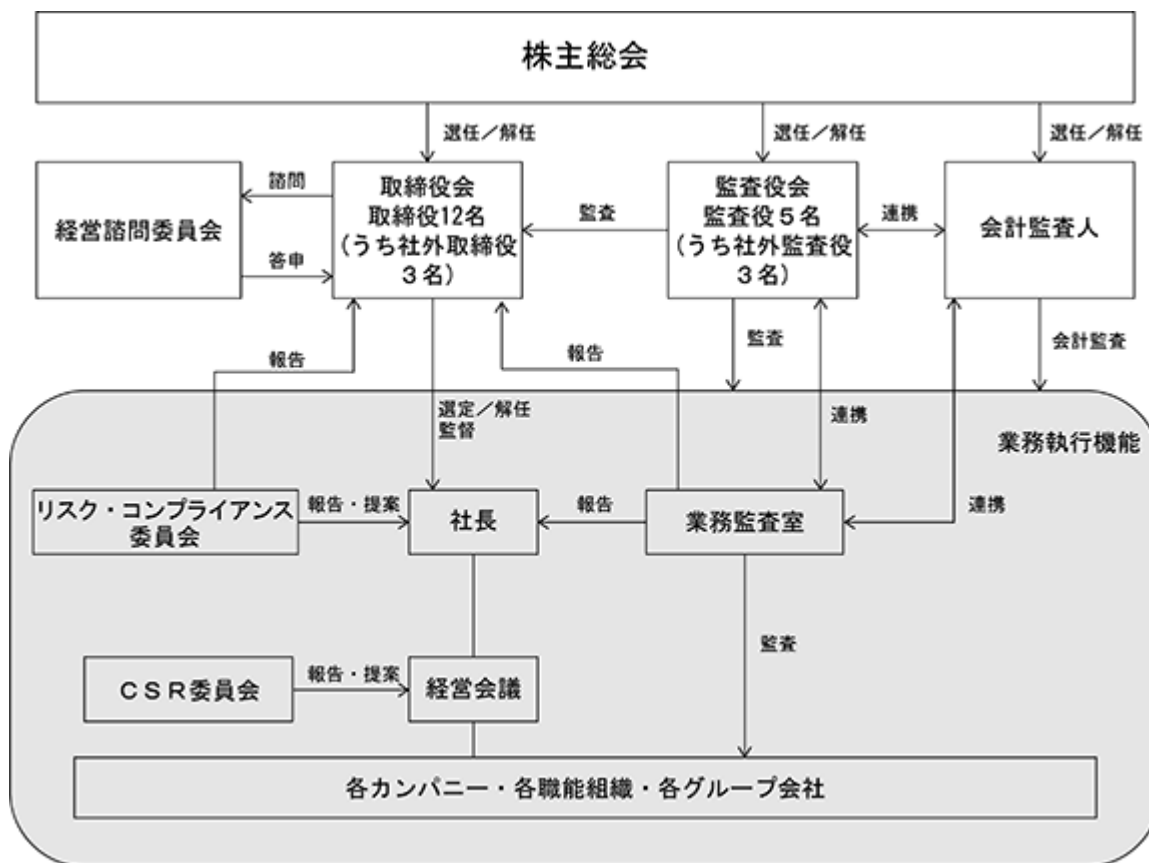 株主総会
選任／解任
選任／解任
選任／解任
経営諮問委員会
諮問
答申
取締役会
取締役12名
（うち社外取締役
３名）
監査
監査役会
監査役５名
（うち社外監査役
３名）
連携
会計監査人
報告
選定／解任
監督
報告
監査
連携
会計監査
業務執行機能
リスク・コンプライアンス
委員会
報告・提案
社長
報告
業務監査室
連携
監査
ＣＳＲ委員会
報告・提案
経営会議
各カンパニー・各職能組織・各グループ会社